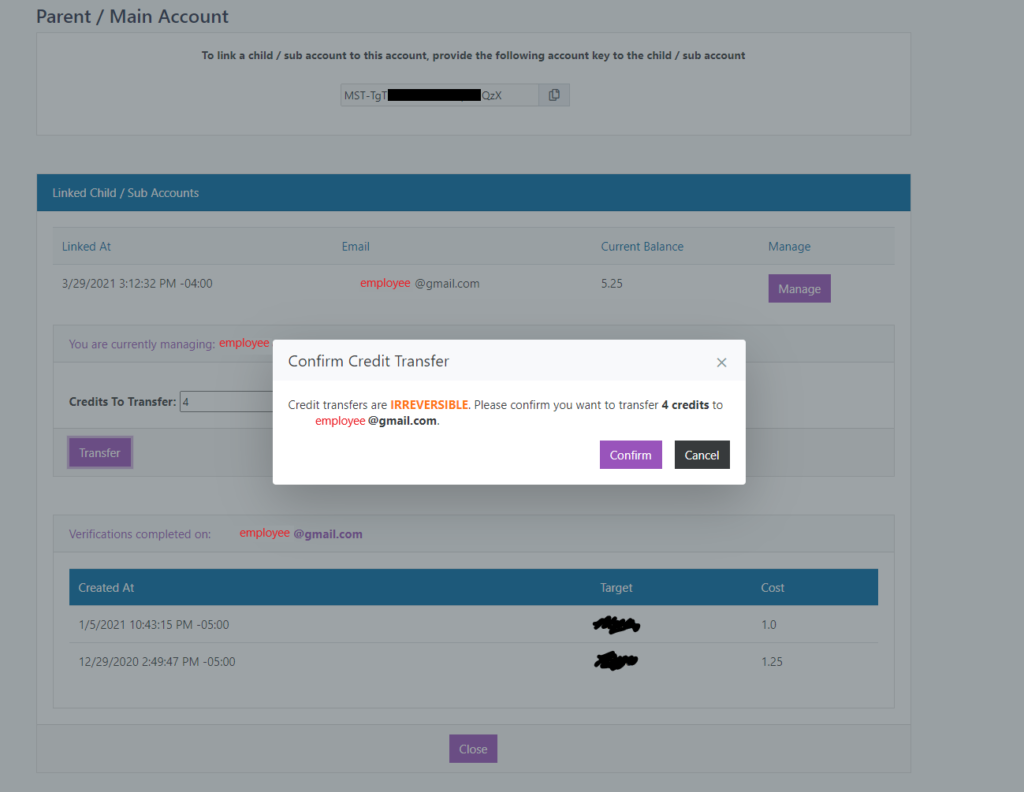 Parent / Main Account
To link a child / sub account to this account, provide the following account key to the child / sub account
MST-TgT QzX
Linked Child / Sub Accounts
Linked At Email Current Balance Manage
3/29/2021 3:12:32 PM -04:00 employee @gmail.com 5.25 Manage
You are currently managing: employee
Confirm Credit Transfer
Credit transfers are IRREVERSIBLE. Please confirm you want to transfer 4 credits to
employee @gmail.com.
Confirm Cancel
Credits To Transfer: 4
Transfer
Verifications completed on: employee @gmail.com
Created At Target Cost
1/5/2021 10:43:15 PM -05:00 1.0
12/29/2020 2:49:47 PM -05:00 1.25
Close